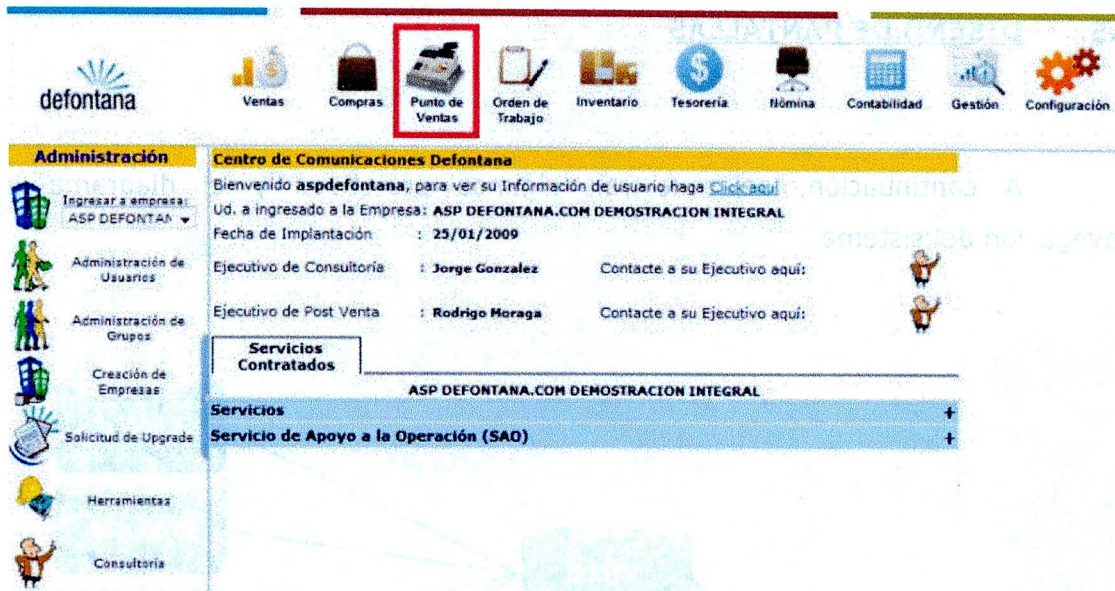 defontana
Ventas
Compras
Punto de
Ventas
Orden de
Trabajo
Inventario
Tesorería
Nómina
Contabilidad
Gestión
Configuración
Administración
Ingresar a empresa:
ASP DEFONTAN
Administración de
Usuarios
Administración de
Grupos
Creación de
Empresas
Solicitud de Upgrade
Herramientas
Consultoría
Centro de Comunicaciones Defontana
Bienvenido aspdefontana, para ver su Información de usuario haga Click aquí
Ud. a ingresado a la Empresa: ASP DEFONTANA.COM DEMOSTRACION INTEGRAL
Fecha de Implantación : 25/01/2009
Ejecutivo de Consultoría : Jorge Gonzalez Contacte a su Ejecutivo aquí:
Ejecutivo de Post Venta : Rodrigo Moraga Contacte a su Ejecutivo aquí:
Servicios
Contratados
ASP DEFONTANA.COM DEMOSTRACION INTEGRAL
Servicios +
Servicio de Apoyo a la Operación (SAO) +